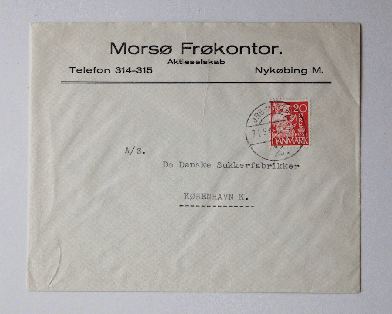 Morsø Frøkontor.
Aktieselskab
Telefon 314-315 Nykøbing M.
20
DANMARK
A/S.
De Danske Sukkerfabrikker
KØBENHAVN K.